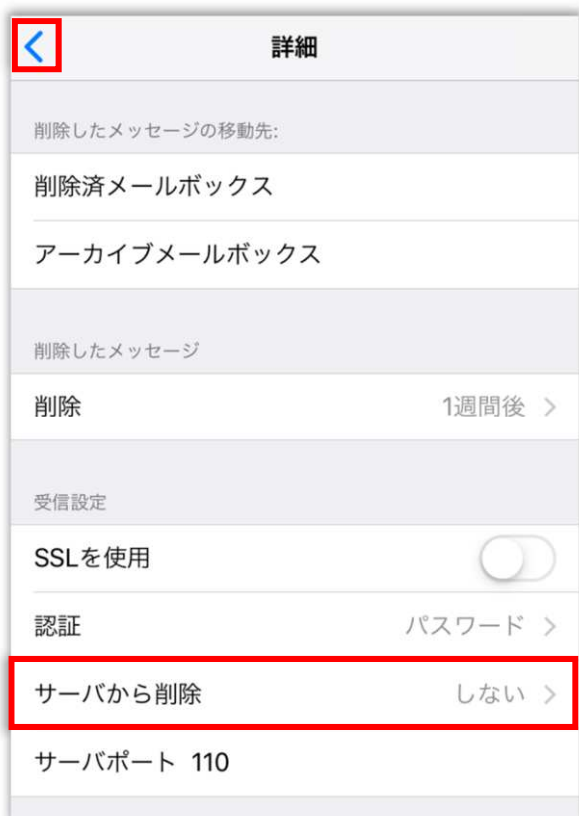 詳細
削除したメッセージの移動先:
削除済メールボックス
アーカイブメールボックス
削除したメッセージ
削除 1週間後
受信設定
SSLを使用
認証 パスワード
サーバから削除 しない
サーバポート 110